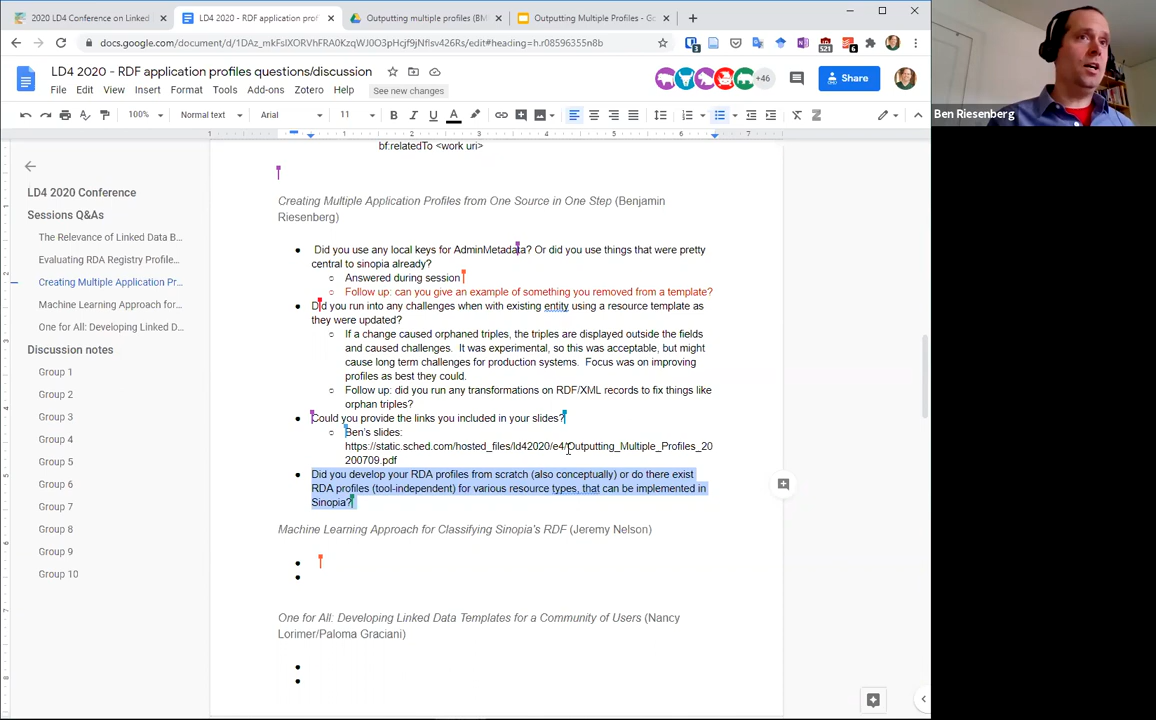 2020 LD4 Conference on Linked
LD4 2020 - RDF application prof
Outputting multiple profiles (BM
Outputting Multiple Profiles - Go
docs.google.com/document/d/1DAz_mkFslXORVhFRA0KzqWJ0O3pHcjf9jNfIsv426Rs/edit#heading=h.r08596355n8b
LD4 2020 - RDF application profiles questions/discussion
File Edit View Insert Format Tools Add-ons Zotero Help See new changes
+46
Share
100% Normal text Arial 11
Ben Riesenberg
LD4 2020 Conference
Sessions Q&As
The Relevance of Linked Data B...
Evaluating RDA Registry Profile...
Creating Multiple Application Pr...
Machine Learning Approach for...
One for All: Developing Linked D...
Discussion notes
Group 1
Group 2
Group 3
Group 4
Group 5
Group 6
Group 7
Group 8
Group 9
Group 10
bf:relatedTo <work uri>
Creating Multiple Application Profiles from One Source in One Step (Benjamin
Riesenberg)
Did you use any local keys for AdminMetadata? Or did you use things that were pretty
central to sinopia already?
Answered during session
Follow up: can you give an example of something you removed from a template?
Did you run into any challenges when with existing entity using a resource template as
they were updated?
If a change caused orphaned triples, the triples are displayed outside the fields
and caused challenges. It was experimental, so this was acceptable, but might
cause long term challenges for production systems. Focus was on improving
profiles as best they could.
Follow up: did you run any transformations on RDF/XML records to fix things like
orphan triples?
Could you provide the links you included in your slides?
Ben's slides:
https://static.sched.com/hosted_files/ld42020/e4/Outputting_Multiple_Profiles_20
200709.pdf
Did you develop your RDA profiles from scratch (also conceptually) or do there exist
RDA profiles (tool-independent) for various resource types, that can be implemented in
Sinopia?
Machine Learning Approach for Classifying Sinopia's RDF (Jeremy Nelson)
One for All: Developing Linked Data Templates for a Community of Users (Nancy
Lorimer/Paloma Graciani)